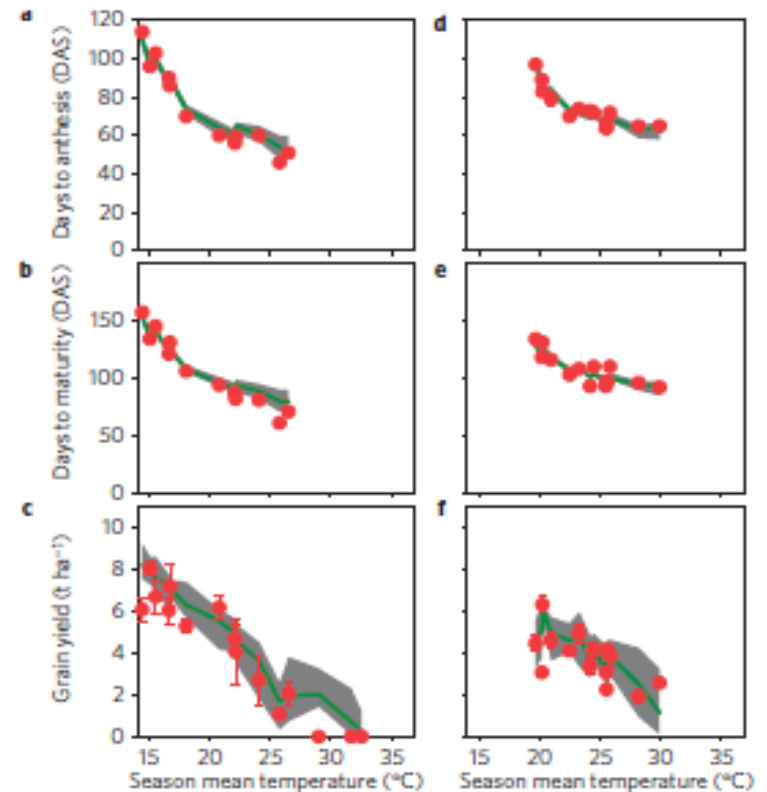 a
d
Days to anthesis (DAS)
120
100
80
60
40
20
0
b
e
Days to maturity (DAS)
150
100
50
0
c
f
Grain yield (t ha⁻¹)
10
8
6
4
2
0
15 20 25 30 35
15 20 25 30 35
Season mean temperature (°C)
Season mean temperature (°C)